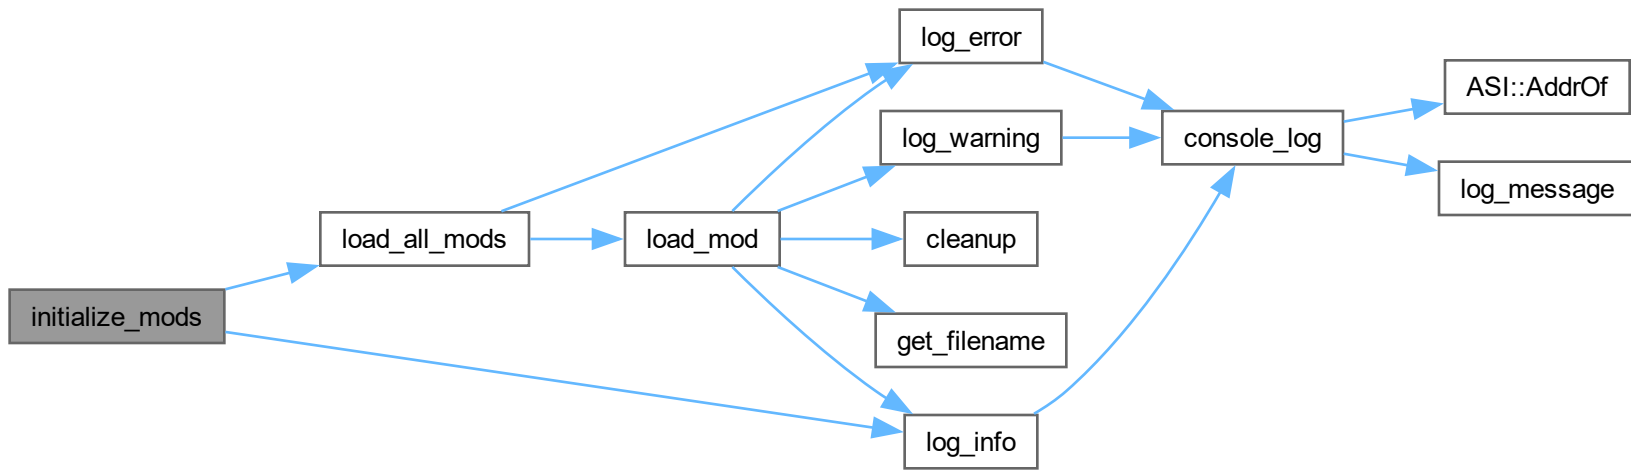 log_error
ASI::AddrOf
log_warning
console_log
log_message
load_all_mods
load_mod
cleanup
initialize_mods
get_filename
log_info